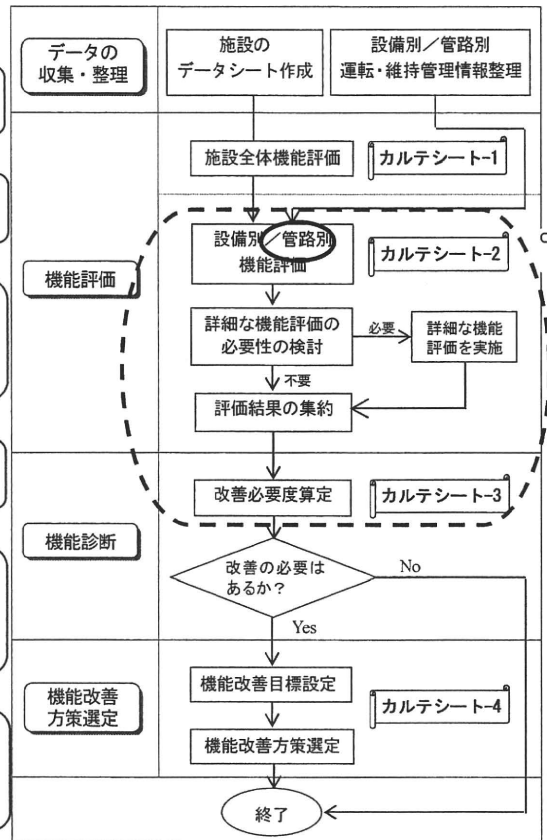 データの
収集・整理
施設の
データシート作成
設備別／管路別
運転・維持管理情報整理
施設全体機能評価
カルテシート-1
機能評価
設備別／管路別
機能評価
カルテシート-2
詳細な機能評価の
必要性の検討
必要
詳細な機能
評価を実施
不要
評価結果の集約
機能診断
改善必要度算定
カルテシート-3
改善の必要は
あるか？
No
Yes
機能改善
方策選定
機能改善目標設定
カルテシート-4
機能改善方策選定
終了